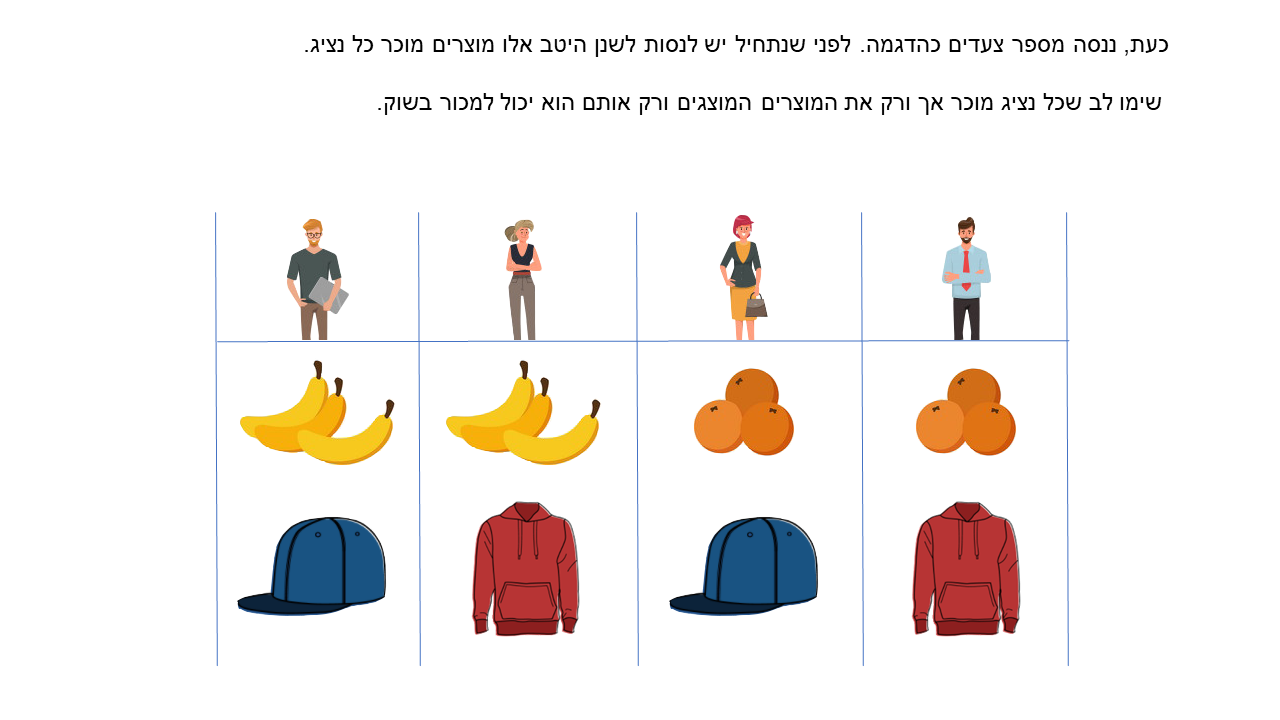 כעת, ננסה מספר צעדים כהדגמה. לפני שנתחיל יש לנסות לשנן היטב אלו מוצרים מוכר כל נציג.
שימו לב שכל נציג מוכר אך ורק את המוצרים המוצגים ורק אותם הוא יכול למכור בשוק.